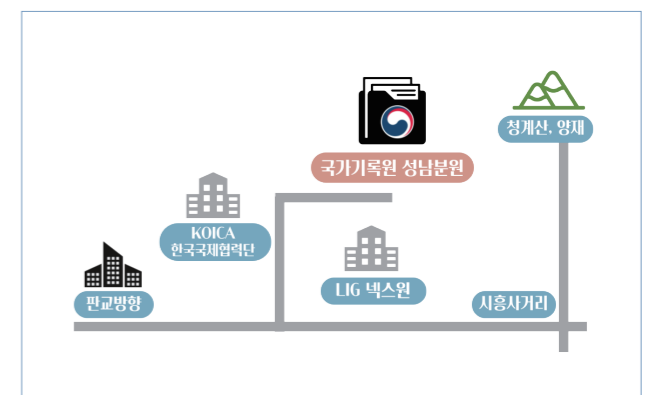 청계산, 양재
국가기록원 성남분원
KOICA
한국국제협력단
LIG 넥스원
판교방향
시흥사거리